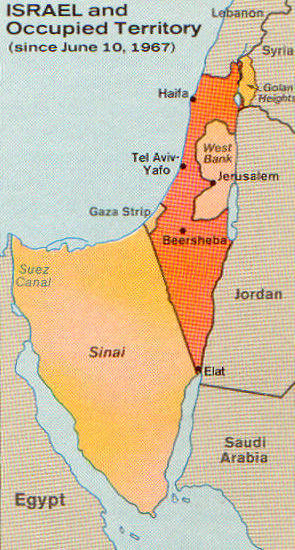 ISRAEL and
Occupied Territory
(since June 10, 1967)
Lebanon
Syria
Golan
Heights
Haifa
West
Bank
Tel Aviv-
Yafo
Jerusalem
Gaza Strip
Beersheba
Suez
Canal
Jordan
Sinai
Elat
Saudi
Arabia
Egypt